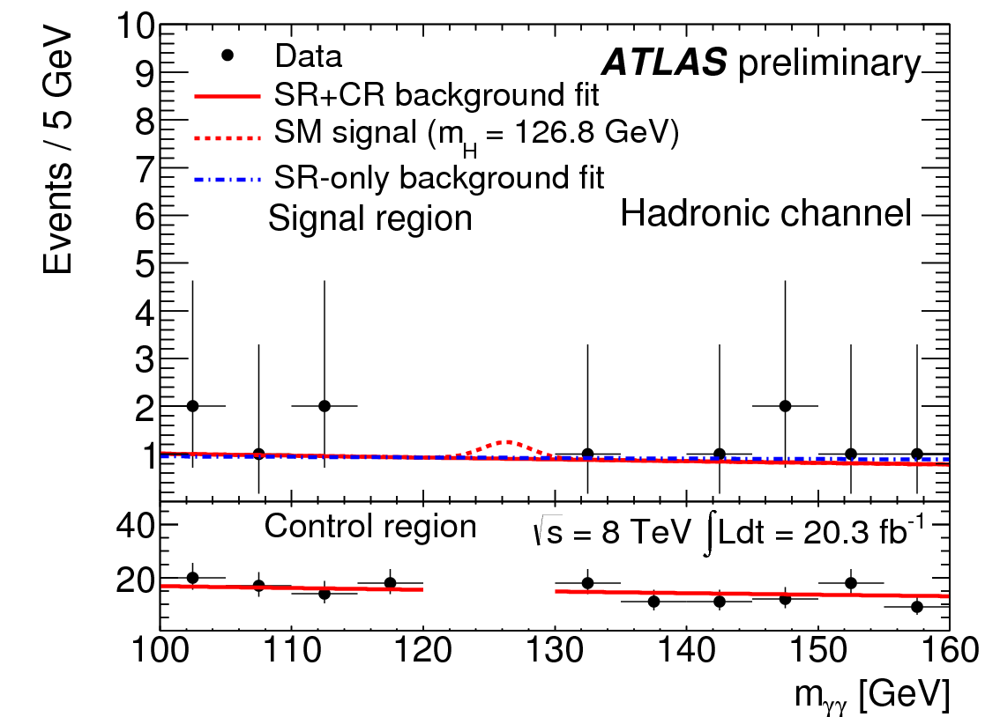 Events / 5 GeV
10
9
8
7
6
5
4
3
2
1
Data
SR+CR background fit
SM signal (m_H = 126.8 GeV)
SR-only background fit
ATLAS preliminary
Signal region
Hadronic channel
40
20
Control region
√s = 8 TeV ∫Ldt = 20.3 fb⁻¹
100 110 120 130 140 150 160
m_γγ [GeV]